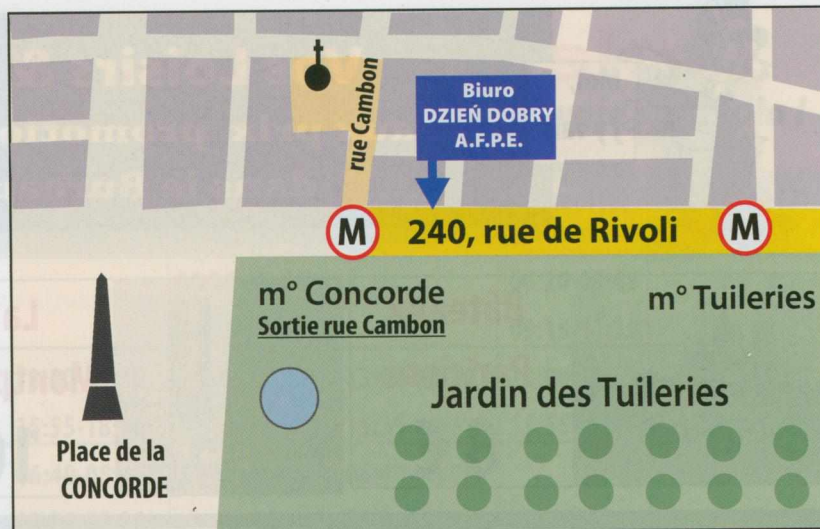 rue Cambon
Biuro
DZIEŃ DOBRY
A.F.P.E.
M 240, rue de Rivoli M
m° Concorde
Sortie rue Cambon
m° Tuileries
Jardin des Tuileries
Place de la
CONCORDE